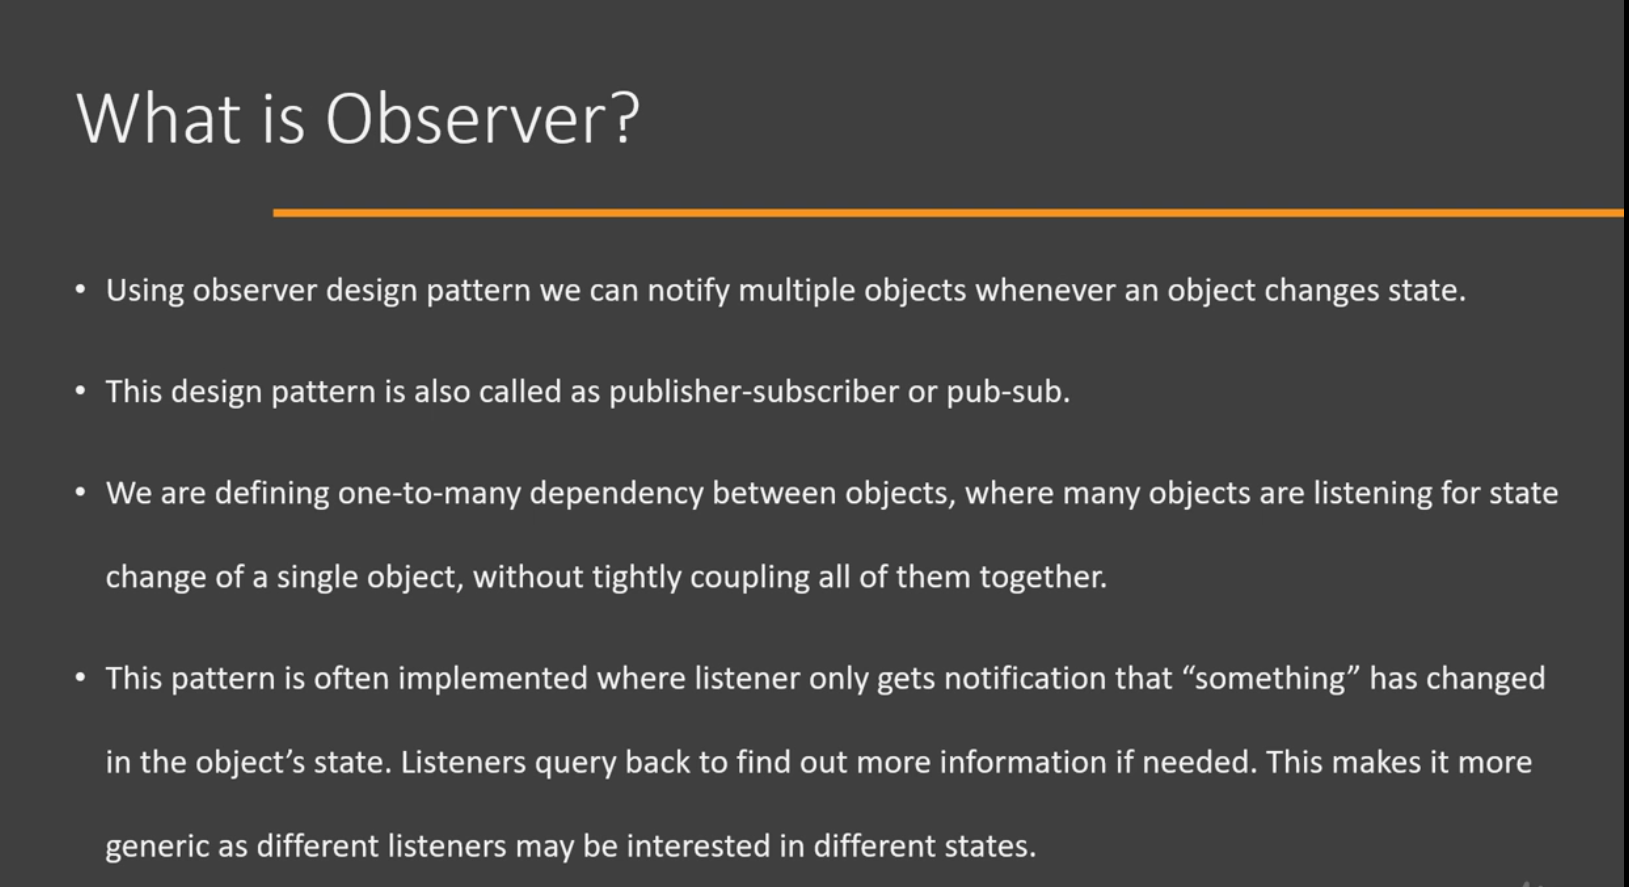 What is Observer?
• Using observer design pattern we can notify multiple objects whenever an object changes state.
• This design pattern is also called as publisher-subscriber or pub-sub.
• We are defining one-to-many dependency between objects, where many objects are listening for state
change of a single object, without tightly coupling all of them together.
• This pattern is often implemented where listener only gets notification that “something” has changed
in the object’s state. Listeners query back to find out more information if needed. This makes it more
generic as different listeners may be interested in different states.